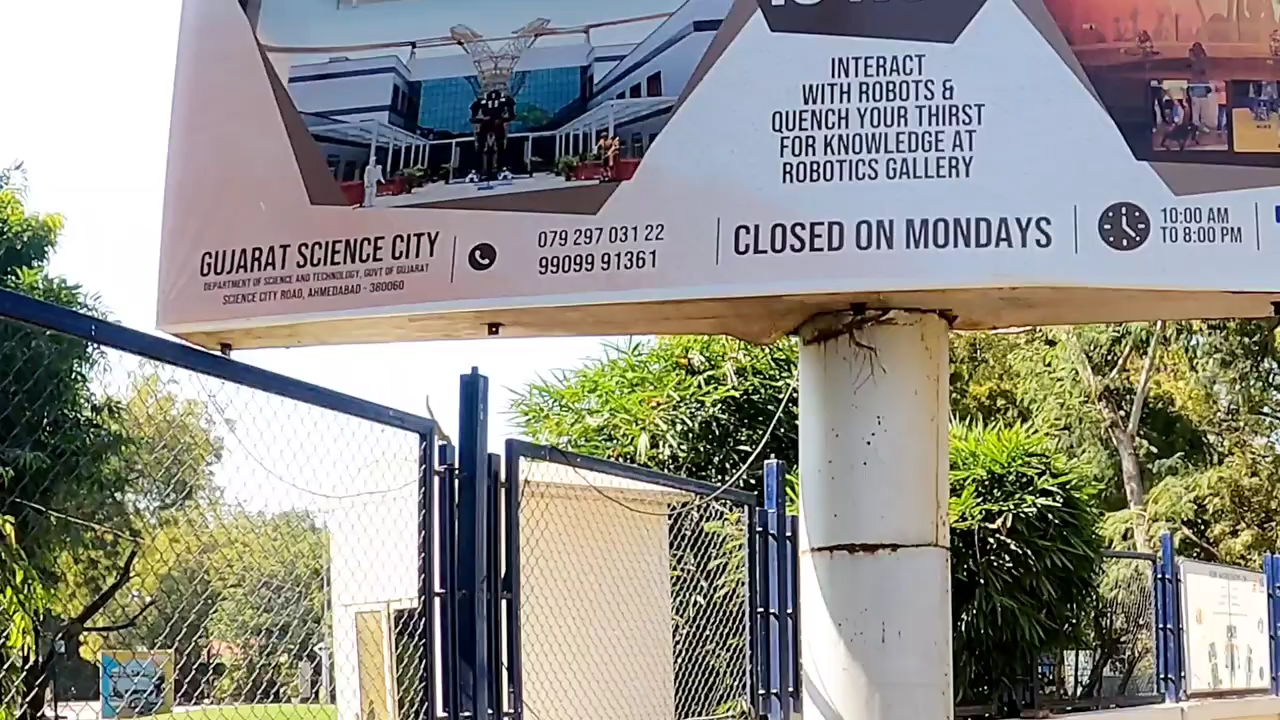 INTERACT
WITH ROBOTS &
QUENCH YOUR THIRST
FOR KNOWLEDGE AT
ROBOTICS GALLERY
GUJARAT SCIENCE CITY
DEPARTMENT OF SCIENCE AND TECHNOLOGY, GOVT OF GUJARAT
SCIENCE CITY ROAD, AHMEDABAD - 380060
079 297 031 22
99099 91361
CLOSED ON MONDAYS
10:00 AM
TO 8:00 PM